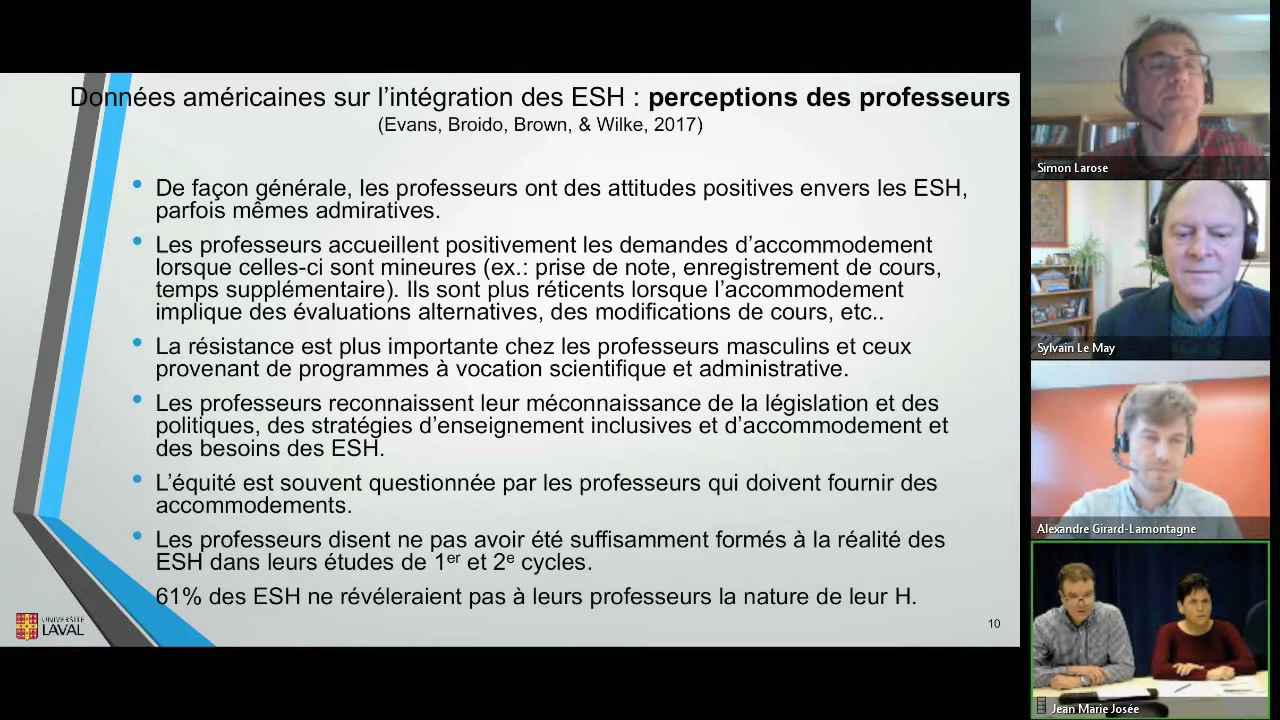 Données américaines sur l’intégration des ESH : perceptions des professeurs
(Evans, Broido, Brown, & Wilke, 2017)
• De façon générale, les professeurs ont des attitudes positives envers les ESH,
parfois mêmes admiratives.
• Les professeurs accueillent positivement les demandes d’accommodement
lorsque celles-ci sont mineures (ex.: prise de note, enregistrement de cours,
temps supplémentaire). Ils sont plus réticents lorsque l’accommodement
implique des évaluations alternatives, des modifications de cours, etc..
• La résistance est plus importante chez les professeurs masculins et ceux
provenant de programmes à vocation scientifique et administrative.
• Les professeurs reconnaissent leur méconnaissance de la législation et des
politiques, des stratégies d’enseignement inclusives et d’accommodement et
des besoins des ESH.
• L’équité est souvent questionnée par les professeurs qui doivent fournir des
accommodements.
• Les professeurs disent ne pas avoir été suffisamment formés à la réalité des
ESH dans leurs études de 1er et 2e cycles.
61% des ESH ne révéleraient pas à leurs professeurs la nature de leur H.
UNIVERSITÉ
LAVAL
10
Simon Larose
Sylvain Le May
Alexandre Girard-Lamontagne
Jean Marie Josée